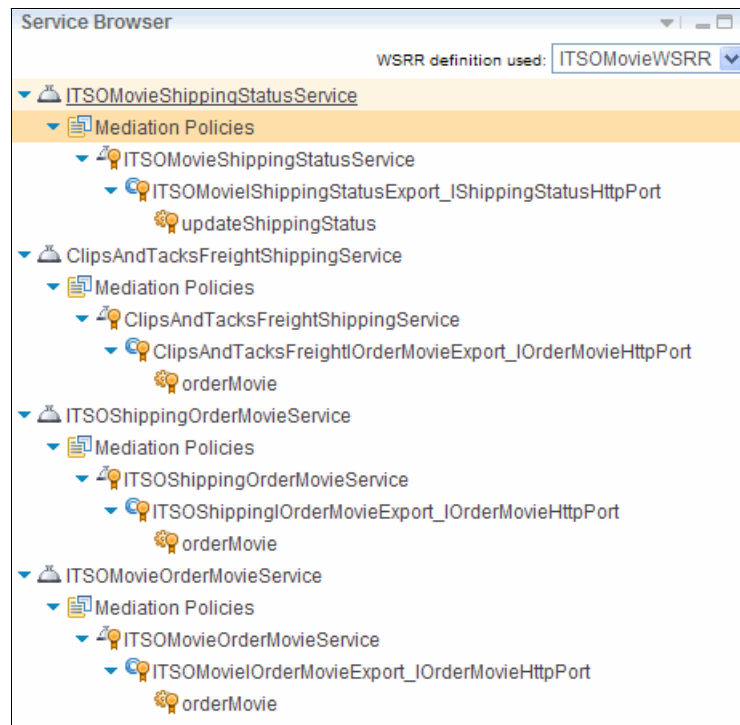 Service Browser
WSRR definition used: ITSOMovieWSRR
ITSOMovieShippingStatusService
Mediation Policies
ITSOMovieShippingStatusService
ITSOMovieIShippingStatusExport_IShippingStatusHttpPort
updateShippingStatus
ClipsAndTacksFreightShippingService
Mediation Policies
ClipsAndTacksFreightShippingService
ClipsAndTacksFreightIOrderMovieExport_IOrderMovieHttpPort
orderMovie
ITSOShippingOrderMovieService
Mediation Policies
ITSOShippingOrderMovieService
ITSOShippingIOrderMovieExport_IOrderMovieHttpPort
orderMovie
ITSOMovieOrderMovieService
Mediation Policies
ITSOMovieOrderMovieService
ITSOMovieIOrderMovieExport_IOrderMovieHttpPort
orderMovie